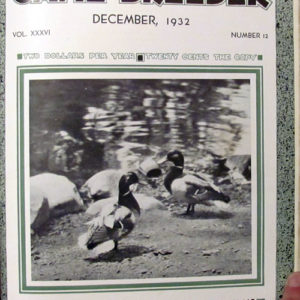 GAME BREEDER
DECEMBER, 1932
VOL. XXXVI
NUMBER 12
TWO DOLLARS PER YEAR TWENTY CENTS THE COPY